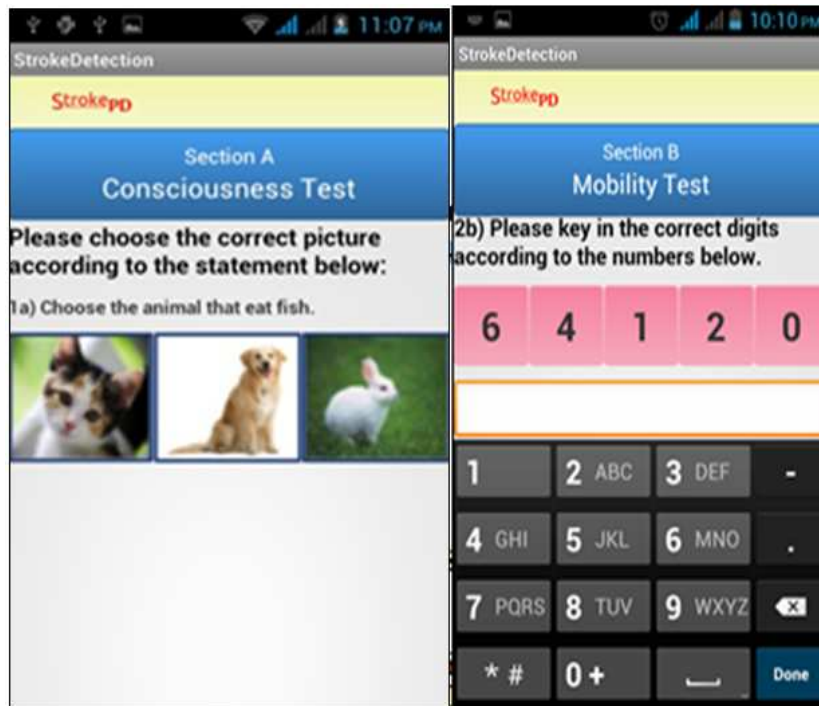 11:07 PM
StrokeDetection
StrokePD
Section A
Consciousness Test
Please choose the correct picture
according to the statement below:
1a) Choose the animal that eat fish.
10:10 PM
StrokeDetection
StrokePD
Section B
Mobility Test
2b) Please key in the correct digits
according to the numbers below.
6 4 1 2 0
1 2 ABC 3 DEF -
4 GHI 5 JKL 6 MNO .
7 PQRS 8 TUV 9 WXYZ
* # 0 + Done